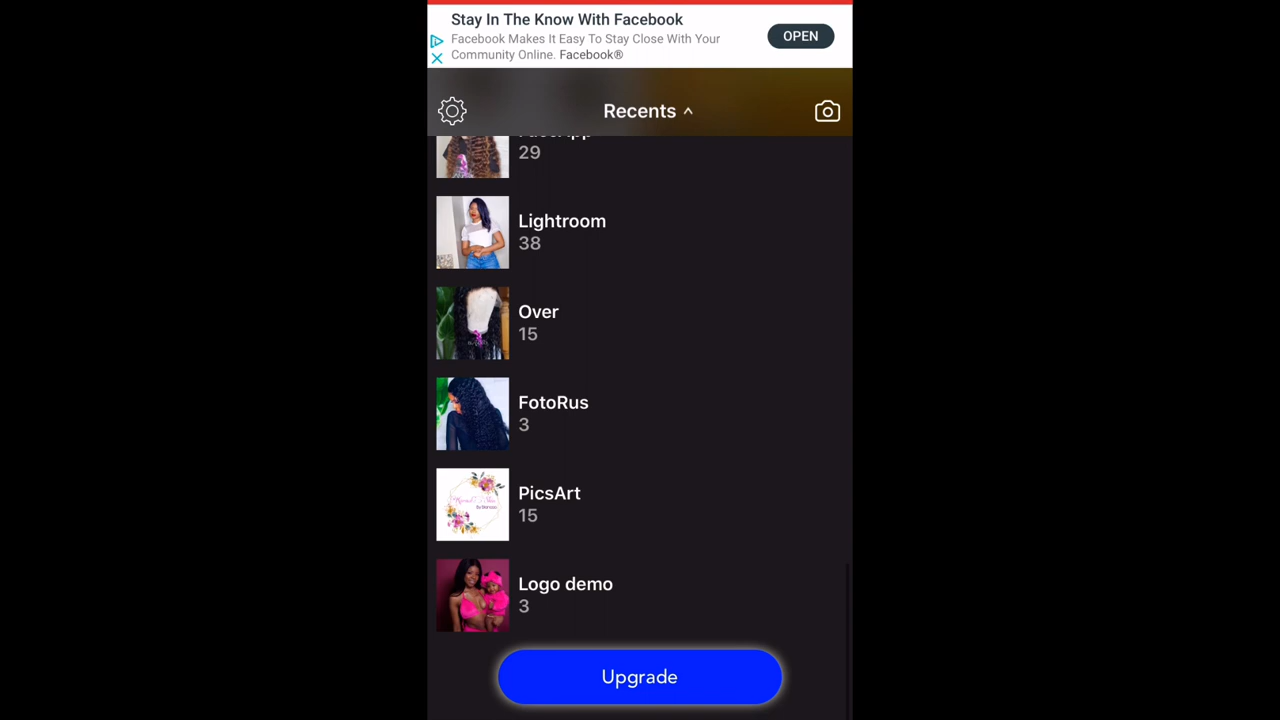 Stay In The Know With Facebook
Facebook Makes It Easy To Stay Close With Your
Community Online. Facebook®
OPEN
Recents
29
Lightroom
38
Over
15
FotoRus
3
PicsArt
15
Logo demo
3
Upgrade